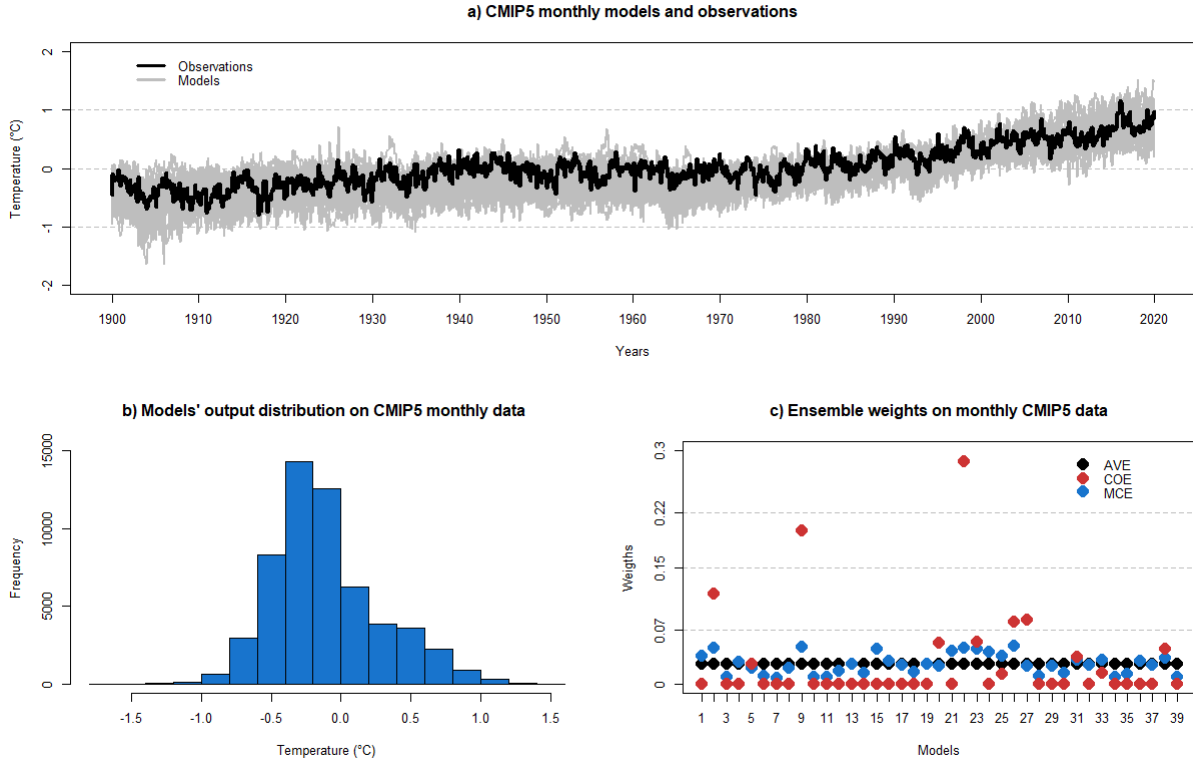 a) CMIP5 monthly models and observations
2
1
0
-1
-2
Temperature (°C)
Observations
Models
1900 1910 1920 1930 1940 1950 1960 1970 1980 1990 2000 2010 2020
Years
b) Models' output distribution on CMIP5 monthly data
15000
10000
5000
0
Frequency
-1.5 -1.0 -0.5 0.0 0.5 1.0 1.5
Temperature (°C)
c) Ensemble weights on monthly CMIP5 data
0.3
0.22
0.15
0.07
0
Weigths
AVE
COE
MCE
1 3 5 7 9 11 13 15 17 19 21 23 25 27 29 31 33 35 37 39
Models